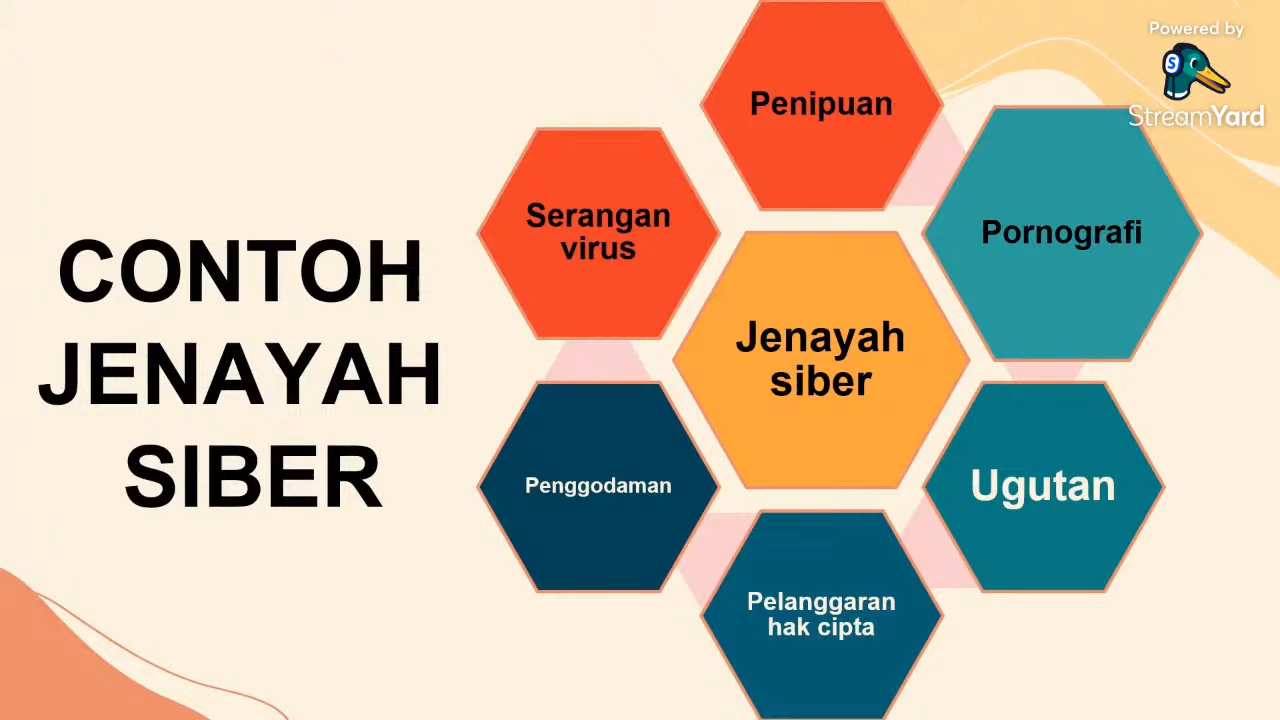 CONTOH
JENAYAH
SIBER
Penipuan
Serangan
virus
Pornografi
Jenayah
siber
Penggodaman
Ugutan
Pelanggaran
hak cipta
Powered by
S
StreamYard